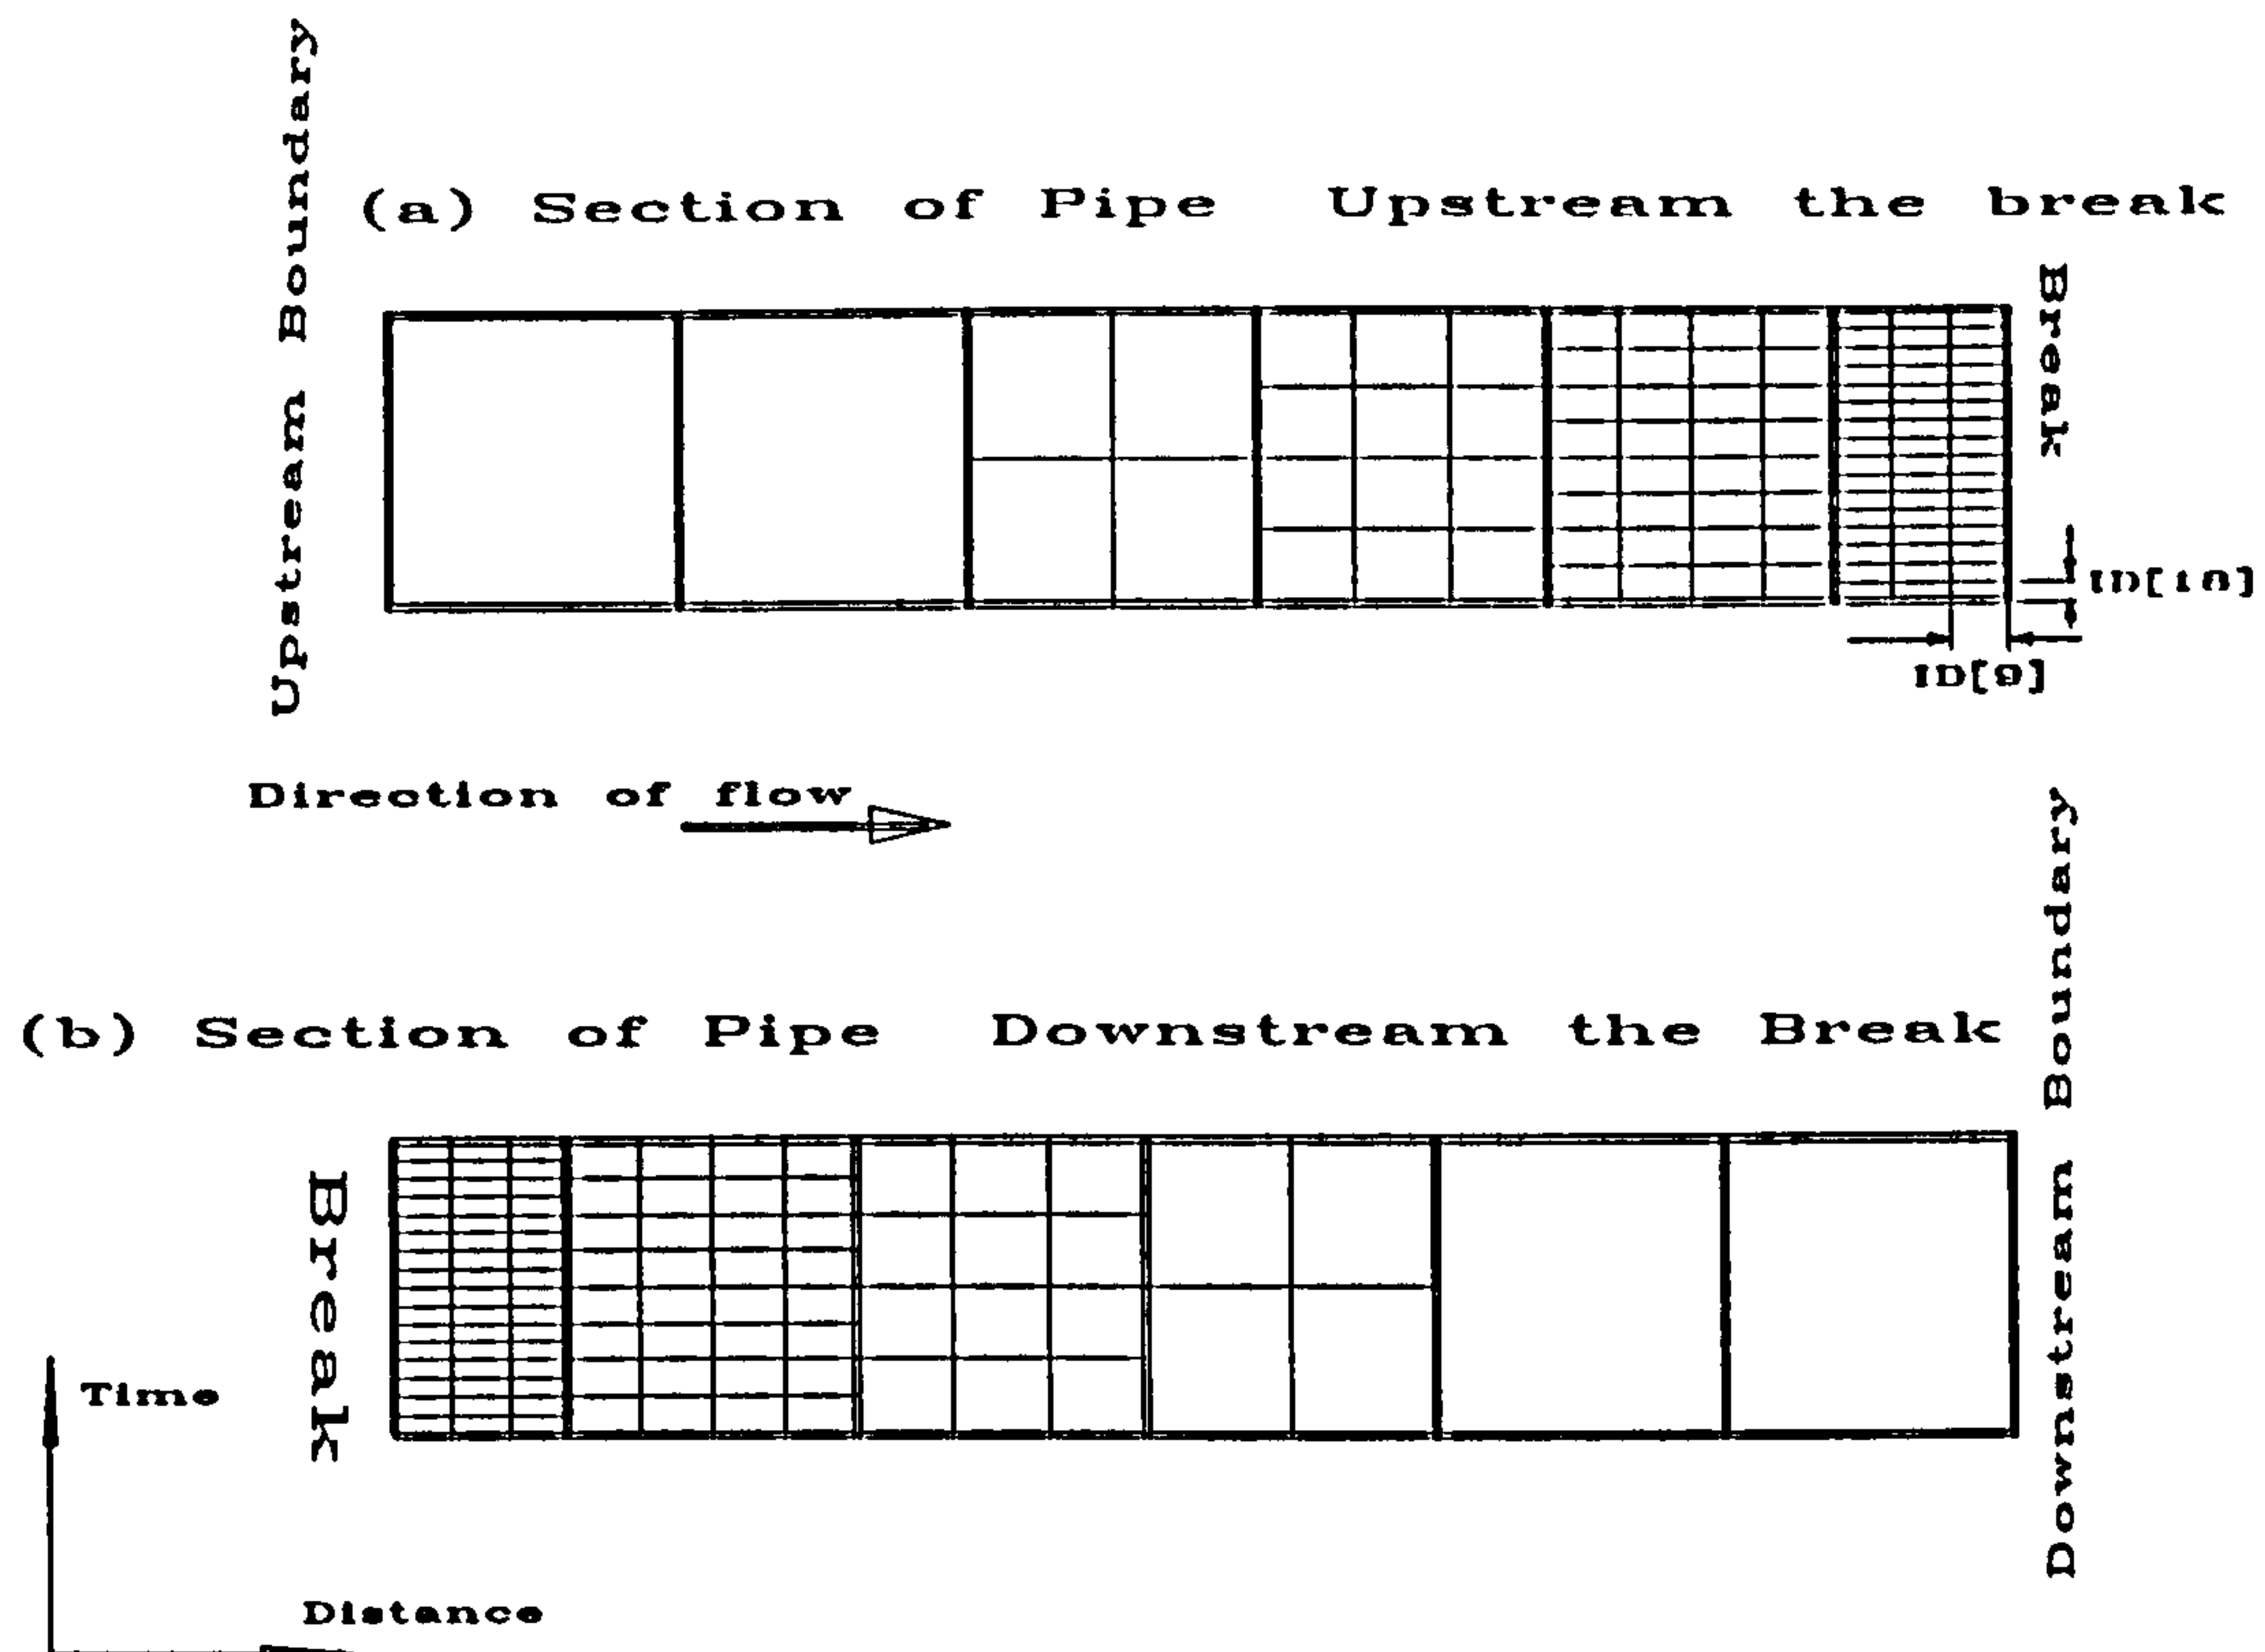 Upstream Boundary
(a) Section of Pipe Upstream the break
Break
ID[10]
ID[9]
Direction of flow
Downstream Boundary
(b) Section of Pipe Downstream the Break
Break
Time
Distance